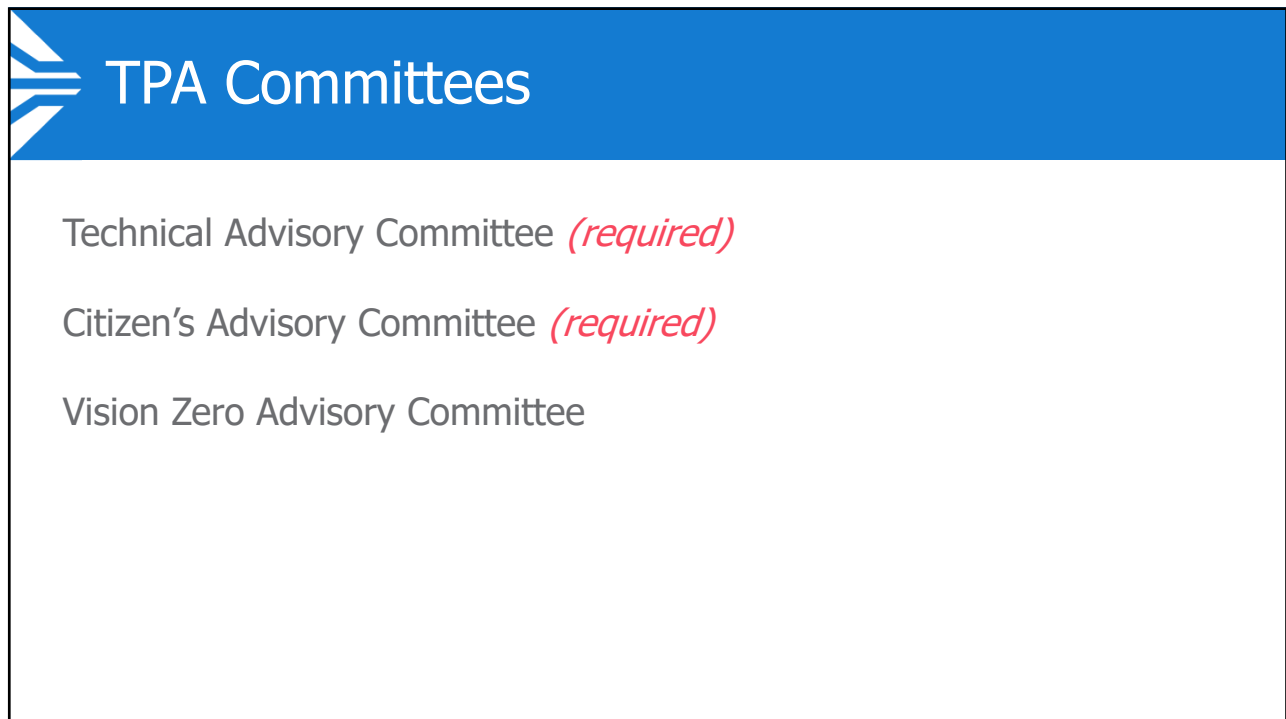 TPA Committees
Technical Advisory Committee (required)
Citizen’s Advisory Committee (required)
Vision Zero Advisory Committee